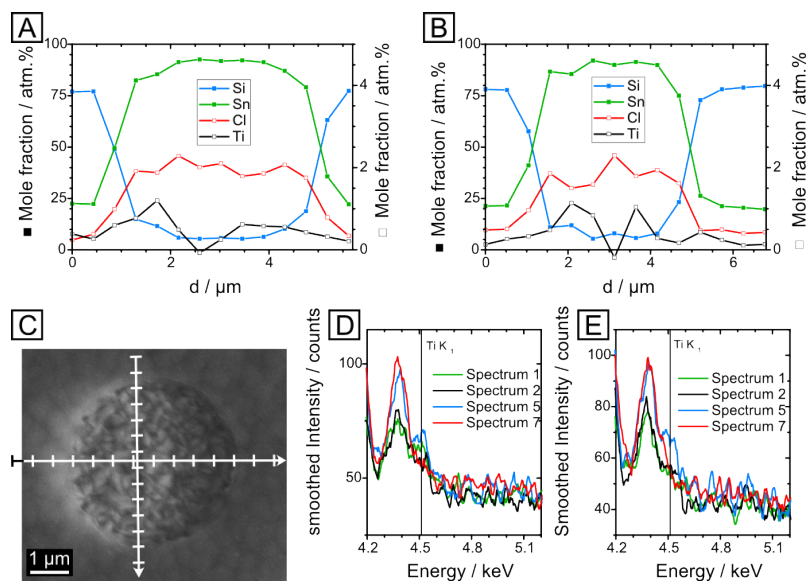 A
Mole fraction / atm.%
100
75
50
25
0
Si
Sn
Cl
Ti
4
2
0
Mole fraction / atm.%
0
2
4
d / µm
B
Mole fraction / atm.%
100
75
50
25
0
Si
Sn
Cl
Ti
4
2
0
Mole fraction / atm.%
0
2
4
6
d / µm
C
1 µm
D
smoothed Intensity / counts
100
50
Ti K 1
Spectrum 1
Spectrum 2
Spectrum 5
Spectrum 7
4.2
4.5
4.8
5.1
Energy / keV
E
Smoothed Intensity / counts
100
80
60
40
Ti K 1
Spectrum 1
Spectrum 2
Spectrum 5
Spectrum 7
4.2
4.5
4.8
5.1
Energy / keV